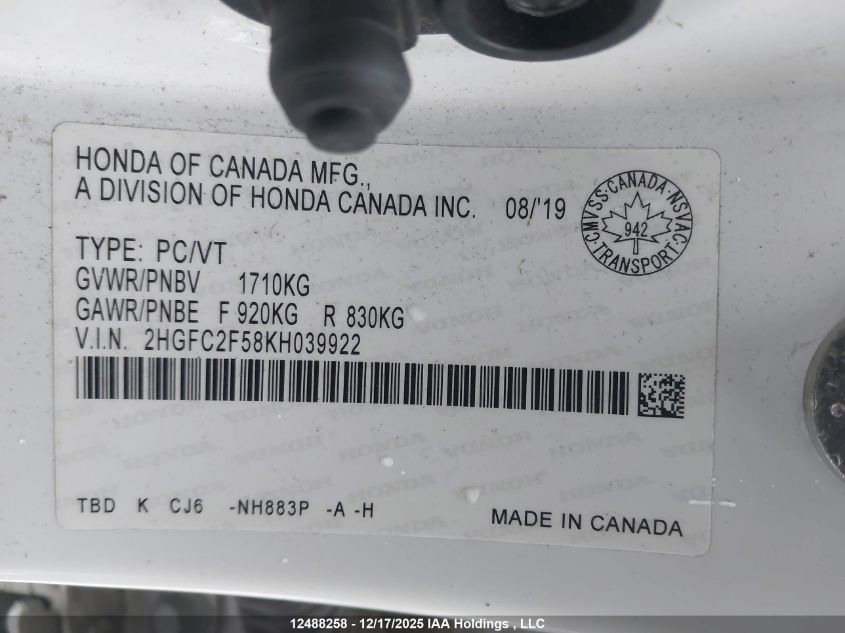 HONDA OF CANADA MFG.,
A DIVISION OF HONDA CANADA INC. 08/'19
CMVSS·CANADA·NSVAC·TRANSPORT·
942
TYPE: PC/VT
GVWR/PNBV 1710KG
GAWR/PNBE F 920KG R 830KG
V.I.N. 2HGFC2F58KH039922
TBD K CJ6 -NH883P -A -H
MADE IN CANADA
12488258 - 12/17/2025 IAA Holdings , LLC